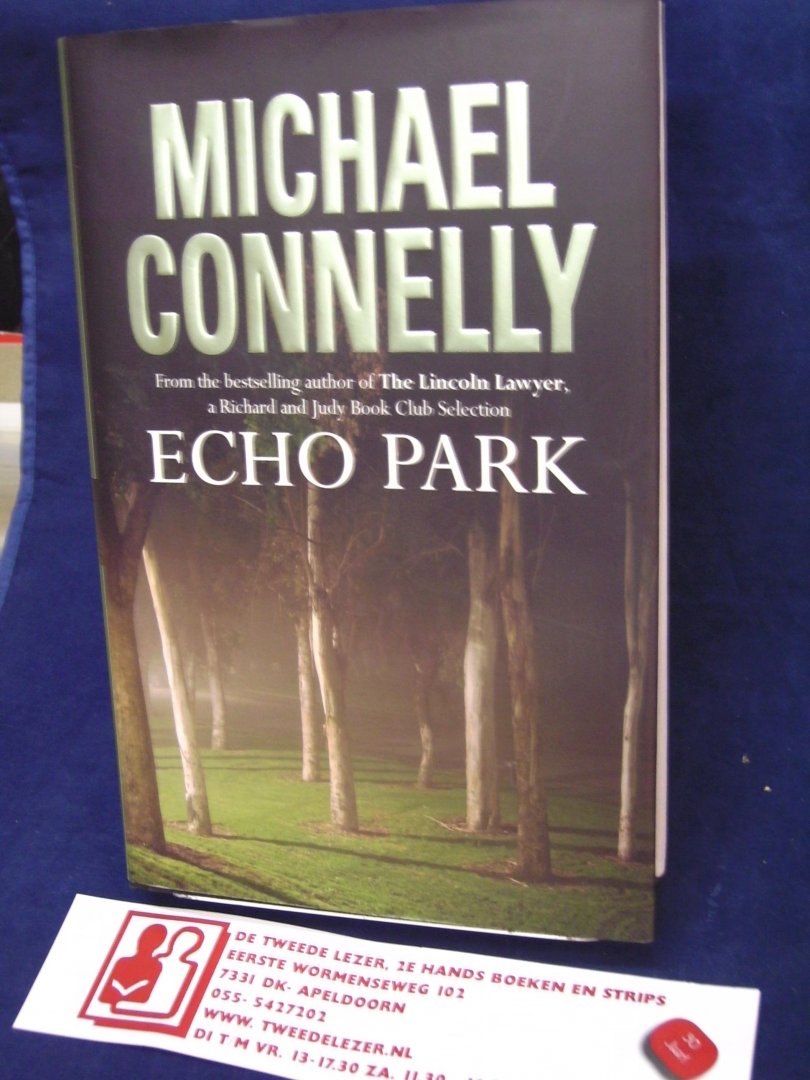 MICHAEL
CONNELLY
From the bestselling author of The Lincoln Lawyer,
a Richard and Judy Book Club Selection
ECHO PARK
DE TWEEDE LEZER, 2E HANDS BOEKEN EN STRIPS
EERSTE WORMENSEWEG 102
7331 DK- APELDOORN
055- 5427202
WWW. TWEEDELEZER.NL
DI T M VR. 13-17.30 ZA. 11.30